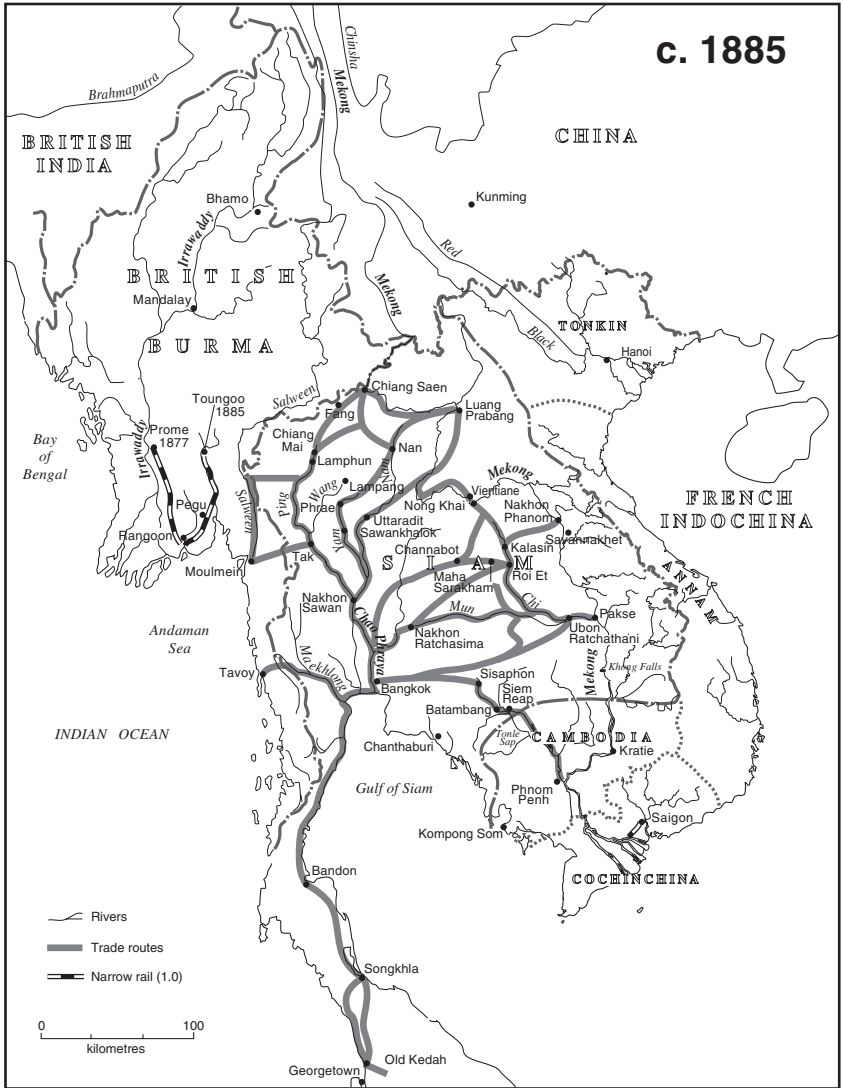 c. 1885
Brahmaputra
Chinsha
Mekong
BRITISH
INDIA
CHINA
Kunming
Bhamo
Irrawaddy
Red
BRITISH
Mandalay
Mekong
BURMA
TONKIN
Black
Hanoi
Toungoo
1885
Salween
Chiang Saen
Fang
Luang
Prabang
Bay
of
Bengal
Irrawaddy
Prome
1877
Chiang
Mai
Nan
Lamphun
Nan
Mekong
Wang
Lampang
Vientiane
Salween
Ping
Pegu
Phrae
Nong Khai
Nakhon
Phanom
FRENCH
INDOCHINA
Uttaradit
Sawankhalok
Yam
Rangoon
Channabot
Savannakhet
Kalasin
Tak
SIAM
Moulmein
Maha
Sarakham
Roi Et
ANNAM
Nakhon
Sawan
Chao
Phraya
Mun
Chi
Pakse
Andaman
Sea
Nakhon
Ratchasima
Ubon
Ratchathani
Maekhlong
Mekong
Khong Falls
Tavoy
Bangkok
Sisaphon
Siem
Reap
Batambang
INDIAN OCEAN
Tonle
Sap
CAMBODIA
Chanthaburi
Kratie
Gulf of Siam
Phnom
Penh
Saigon
Kompong Som
COCHINCHINA
Bandon
Rivers
Trade routes
Narrow rail (1.0)
Songkhla
0
100
kilometres
Old Kedah
Georgetown